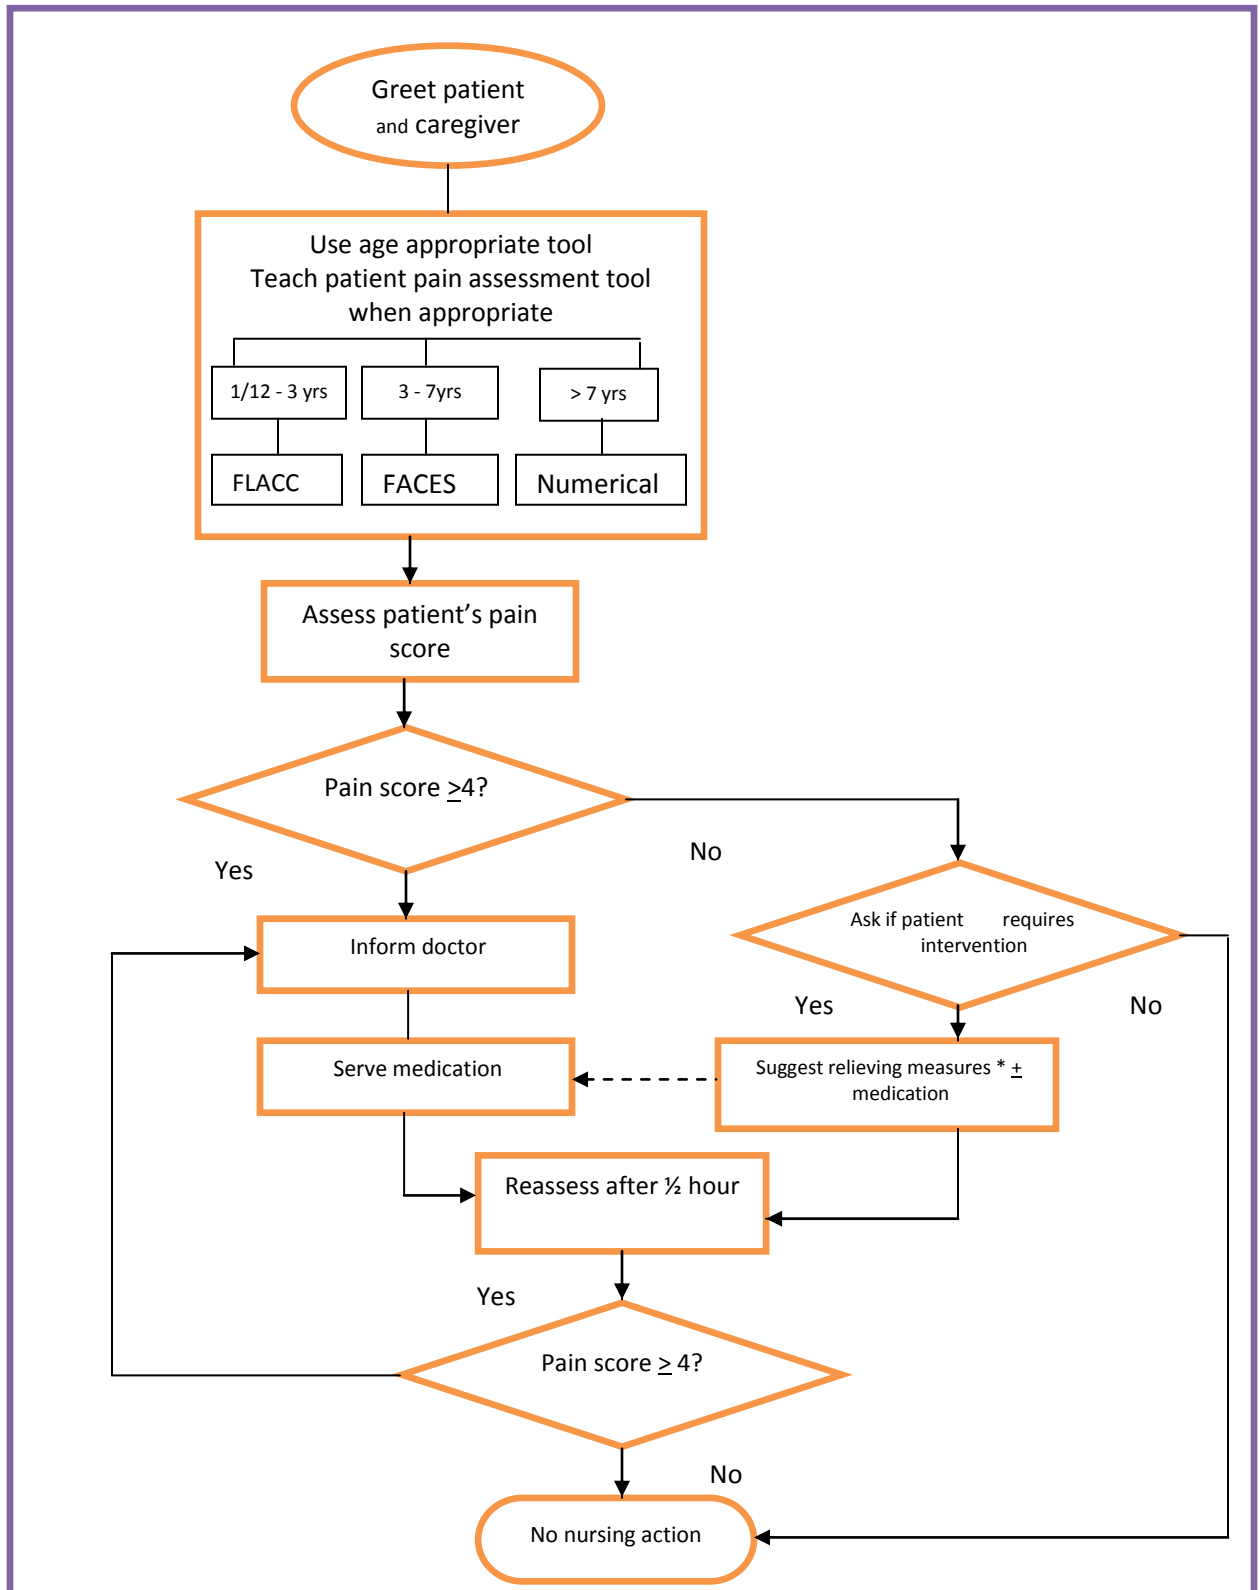 Greet patient
and caregiver
Use age appropriate tool
Teach patient pain assessment tool
when appropriate
1/12 - 3 yrs
3 - 7yrs
> 7 yrs
FLACC
FACES
Numerical
Assess patient’s pain
score
Pain score ≥4?
Yes
No
Inform doctor
Ask if patient requires
intervention
Yes
No
Serve medication
Suggest relieving measures * ±
medication
Reassess after ½ hour
Yes
Pain score ≥ 4?
No
No nursing action